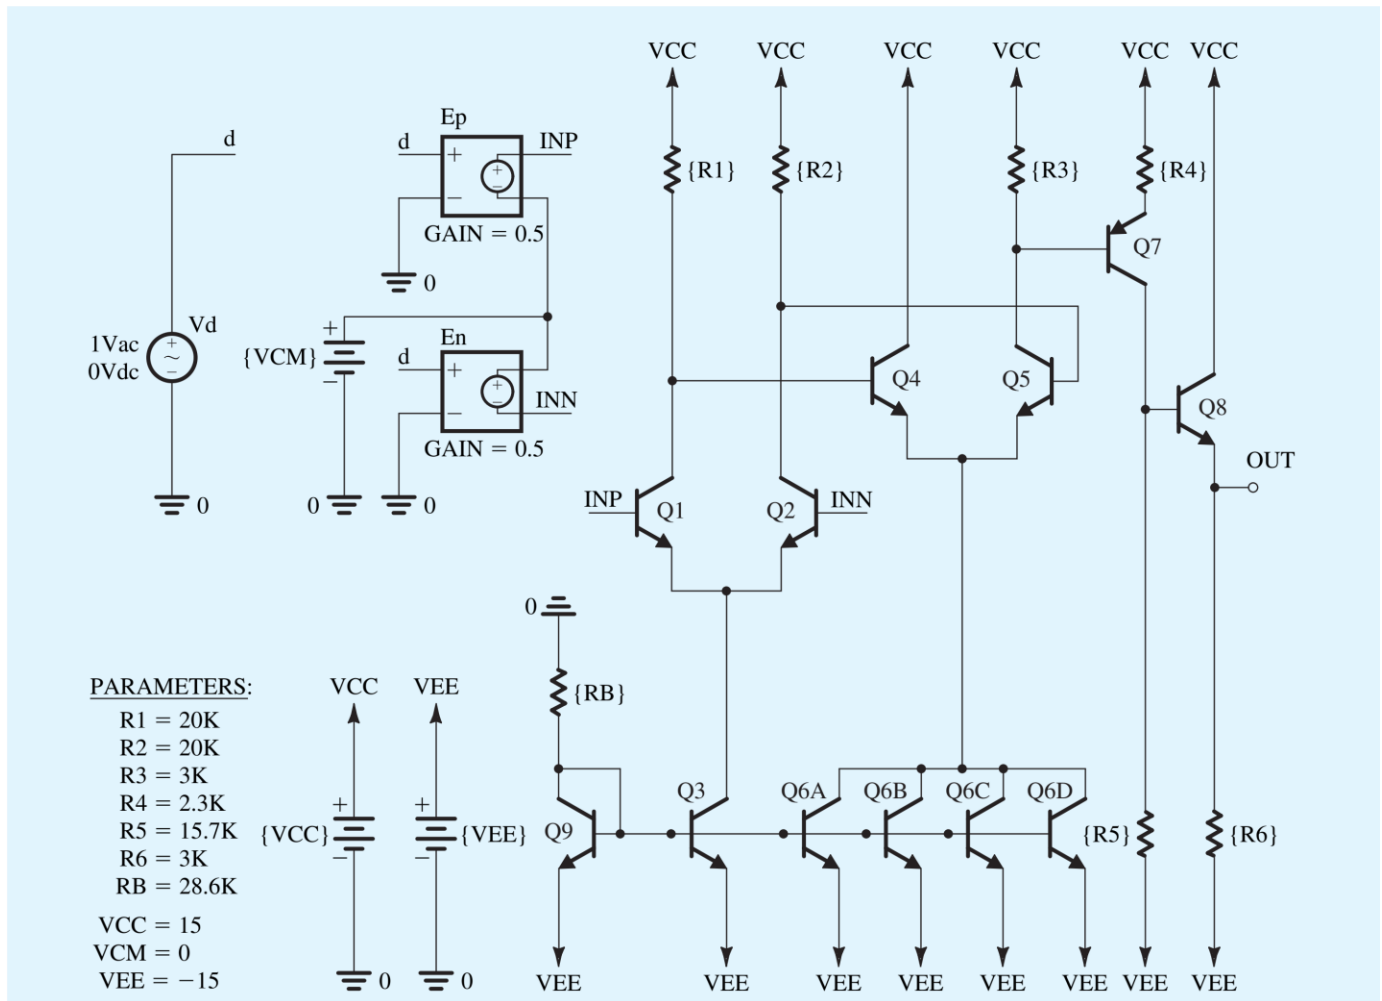 VCC VCC VCC VCC VCC VCC
Ep
d
d
INP
{R1}
{R2}
{R3}
{R4}
GAIN = 0.5
Q7
0
Vd
En
1Vac
0Vdc
{VCM}
d
Q4
Q5
Q8
INN
GAIN = 0.5
OUT
0
0
0
INP
Q1
Q2
INN
0
PARAMETERS:
VCC
VEE
{RB}
R1 = 20K
R2 = 20K
R3 = 3K
R4 = 2.3K
R5 = 15.7K
R6 = 3K
RB = 28.6K
VCC = 15
VCM = 0
VEE = −15
{VCC}
{VEE}
0
0
Q9
Q3
Q6A
Q6B
Q6C
Q6D
{R5}
{R6}
VEE VEE VEE VEE VEE VEE VEE VEE